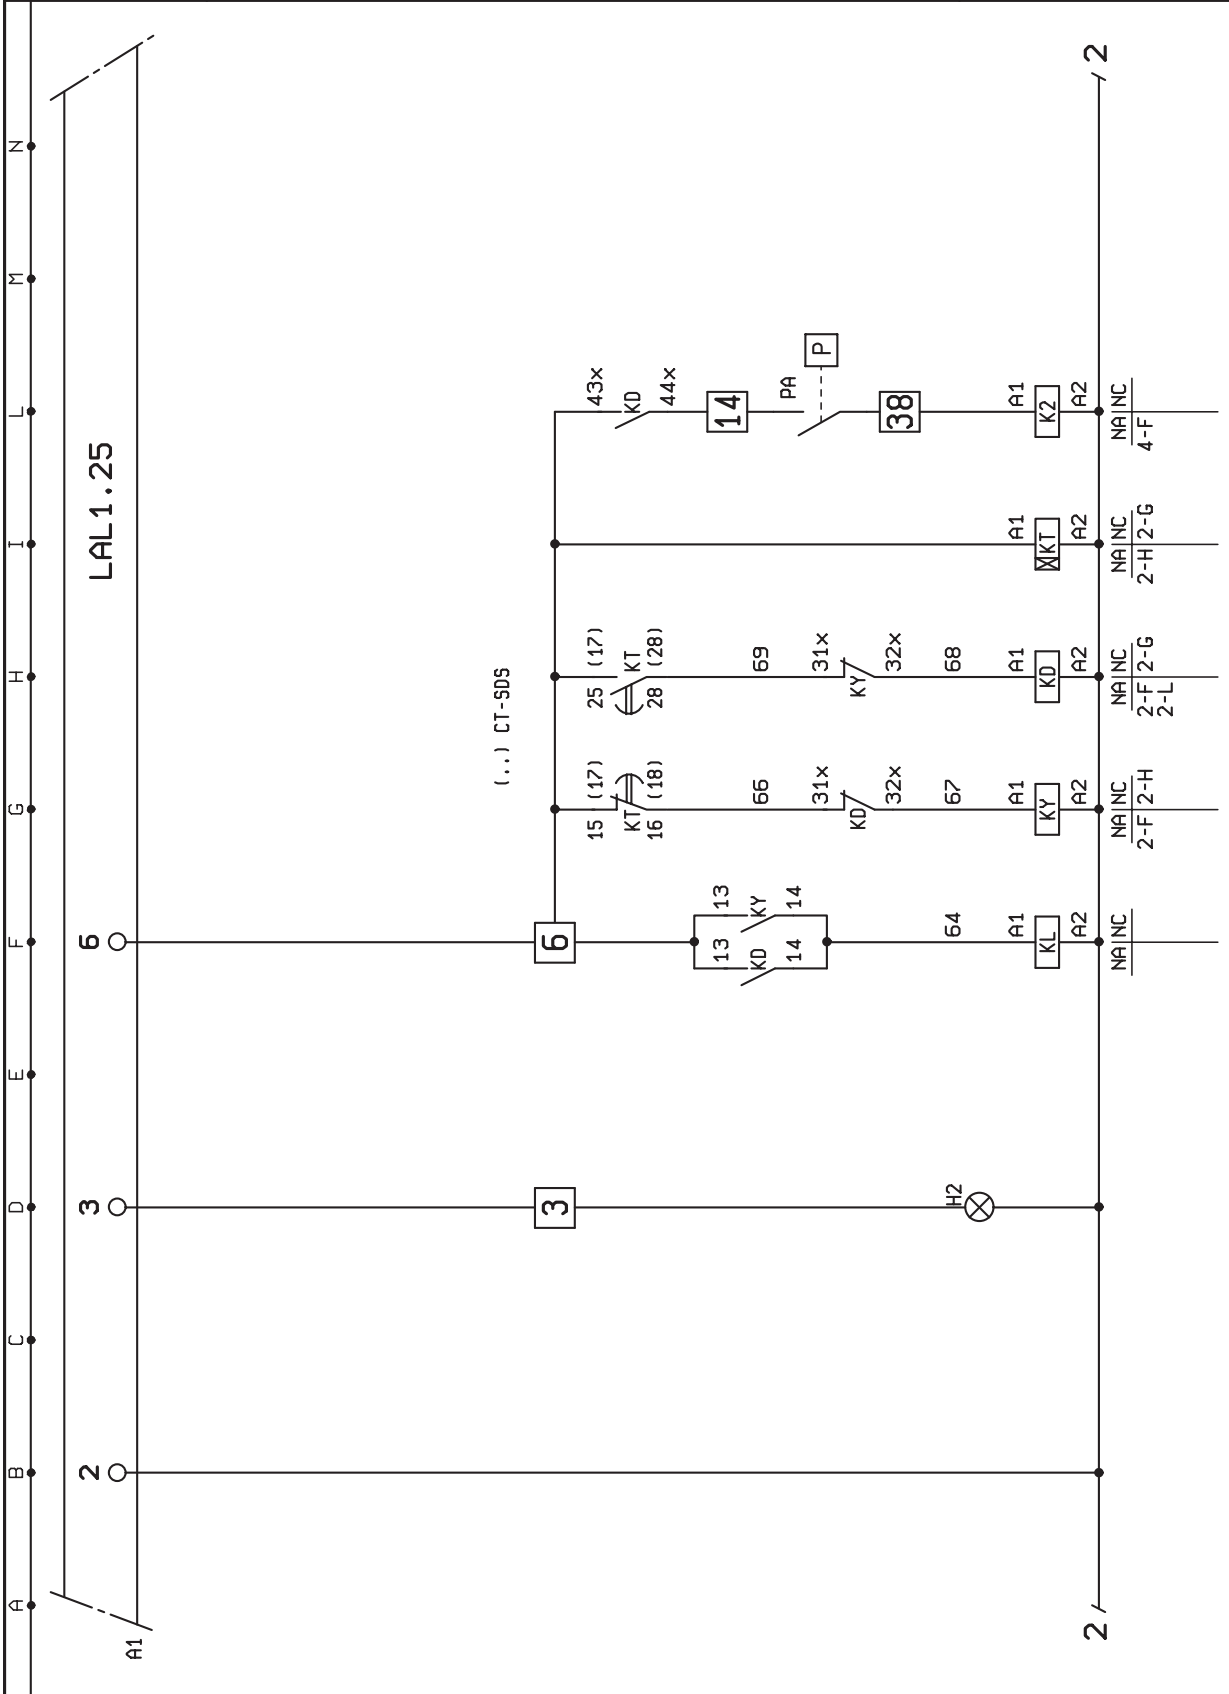 A B C D E F G H I L M N
2 3 6 LAL1.25
A1
(..) CT-SDS
3 6
15 (17) 25 (17) 43x
KT KT KD
16 (18) 28 (28) 44x
13 13 14
KD KY 66 69
14 14 PA
31x 31x P
KD KY
32x 32x 38
H2 64 67 68
A1 A1 A1 A1 A1
KL KY KD KT K2
A2 A2 A2 A2 A2
2 2
NA NC NA NC NA NC NA NC NA NC
2-F 2-H 2-F 2-G 2-H 2-G 4-F
2-L